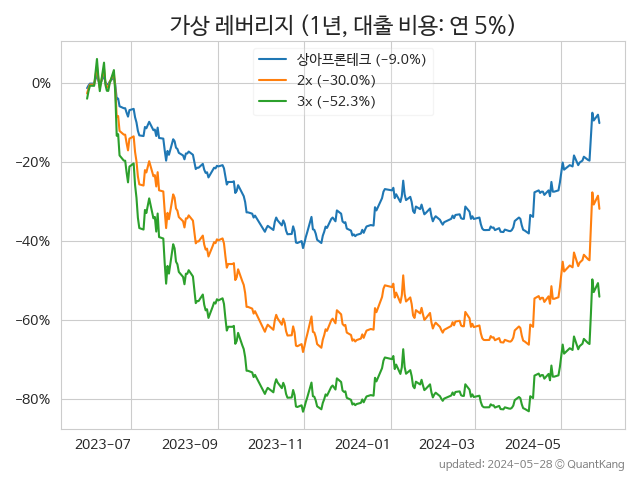 가상 레버리지 (1년, 대출 비용: 연 5%)
상아프론테크 (−9.0%)
2x (−30.0%)
3x (−52.3%)
0%
−20%
−40%
−60%
−80%
2023−07 2023−09 2023−11 2024−01 2024−03 2024−05
updated: 2024−05−28 © QuantKang